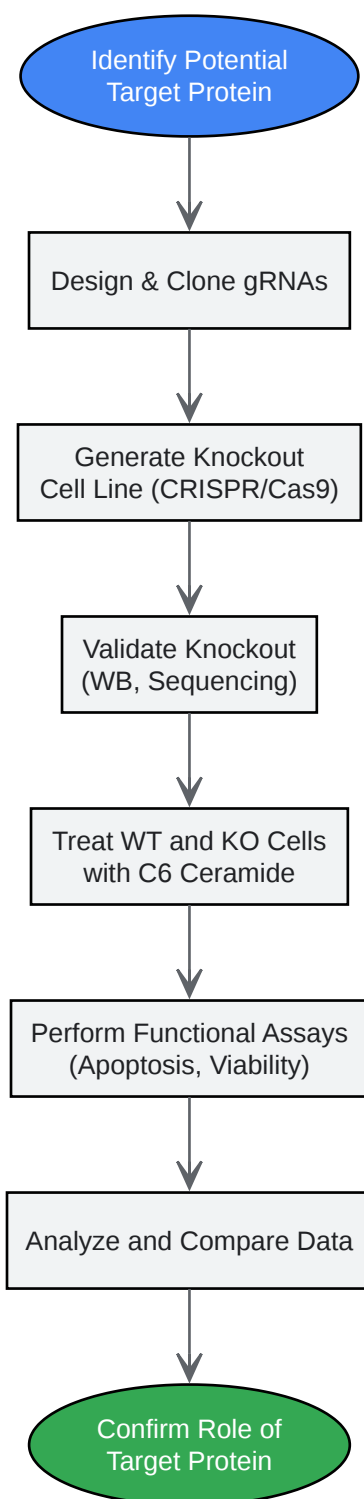 Identify Potential
Target Protein
Design & Clone gRNAs
Generate Knockout
Cell Line (CRISPR/Cas9)
Validate Knockout
(WB, Sequencing)
Treat WT and KO Cells
with C6 Ceramide
Perform Functional Assays
(Apoptosis, Viability)
Analyze and Compare Data
Confirm Role of
Target Protein